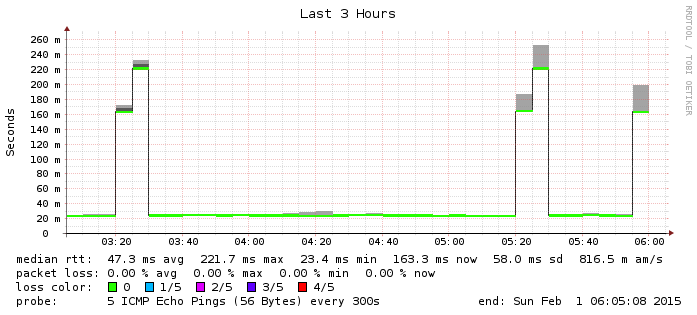 Last 3 Hours
RRDTOOL / TOBI OETIKER
Seconds
260 m
240 m
220 m
200 m
180 m
160 m
140 m
120 m
100 m
80 m
60 m
40 m
20 m
0
03:20 03:40 04:00 04:20 04:40 05:00 05:20 05:40 06:00
median rtt: 47.3 ms avg 221.7 ms max 23.4 ms min 163.3 ms now 58.0 ms sd 816.5 m am/s
packet loss: 0.00 % avg 0.00 % max 0.00 % min 0.00 % now
loss color: 0 1/5 2/5 3/5 4/5
probe: 5 ICMP Echo Pings (56 Bytes) every 300s end: Sun Feb 1 06:05:08 2015